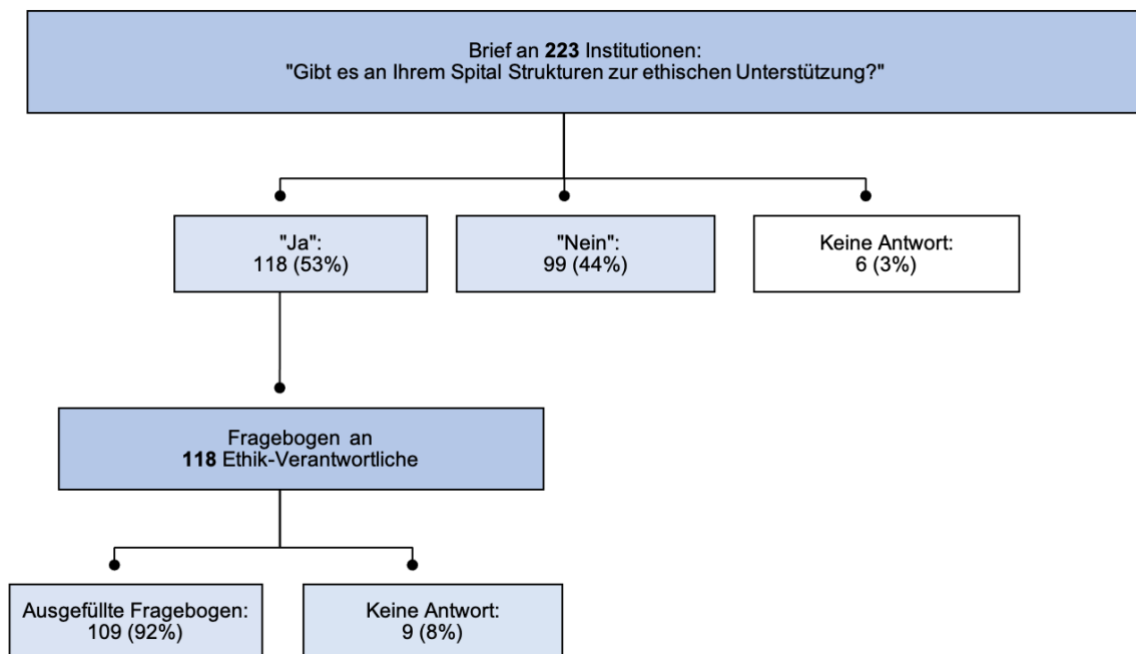 Brief an 223 Institutionen:
"Gibt es an Ihrem Spital Strukturen zur ethischen Unterstützung?"
"Ja":
118 (53%)
"Nein":
99 (44%)
Keine Antwort:
6 (3%)
Fragebogen an
118 Ethik-Verantwortliche
Ausgefüllte Fragebogen:
109 (92%)
Keine Antwort:
9 (8%)